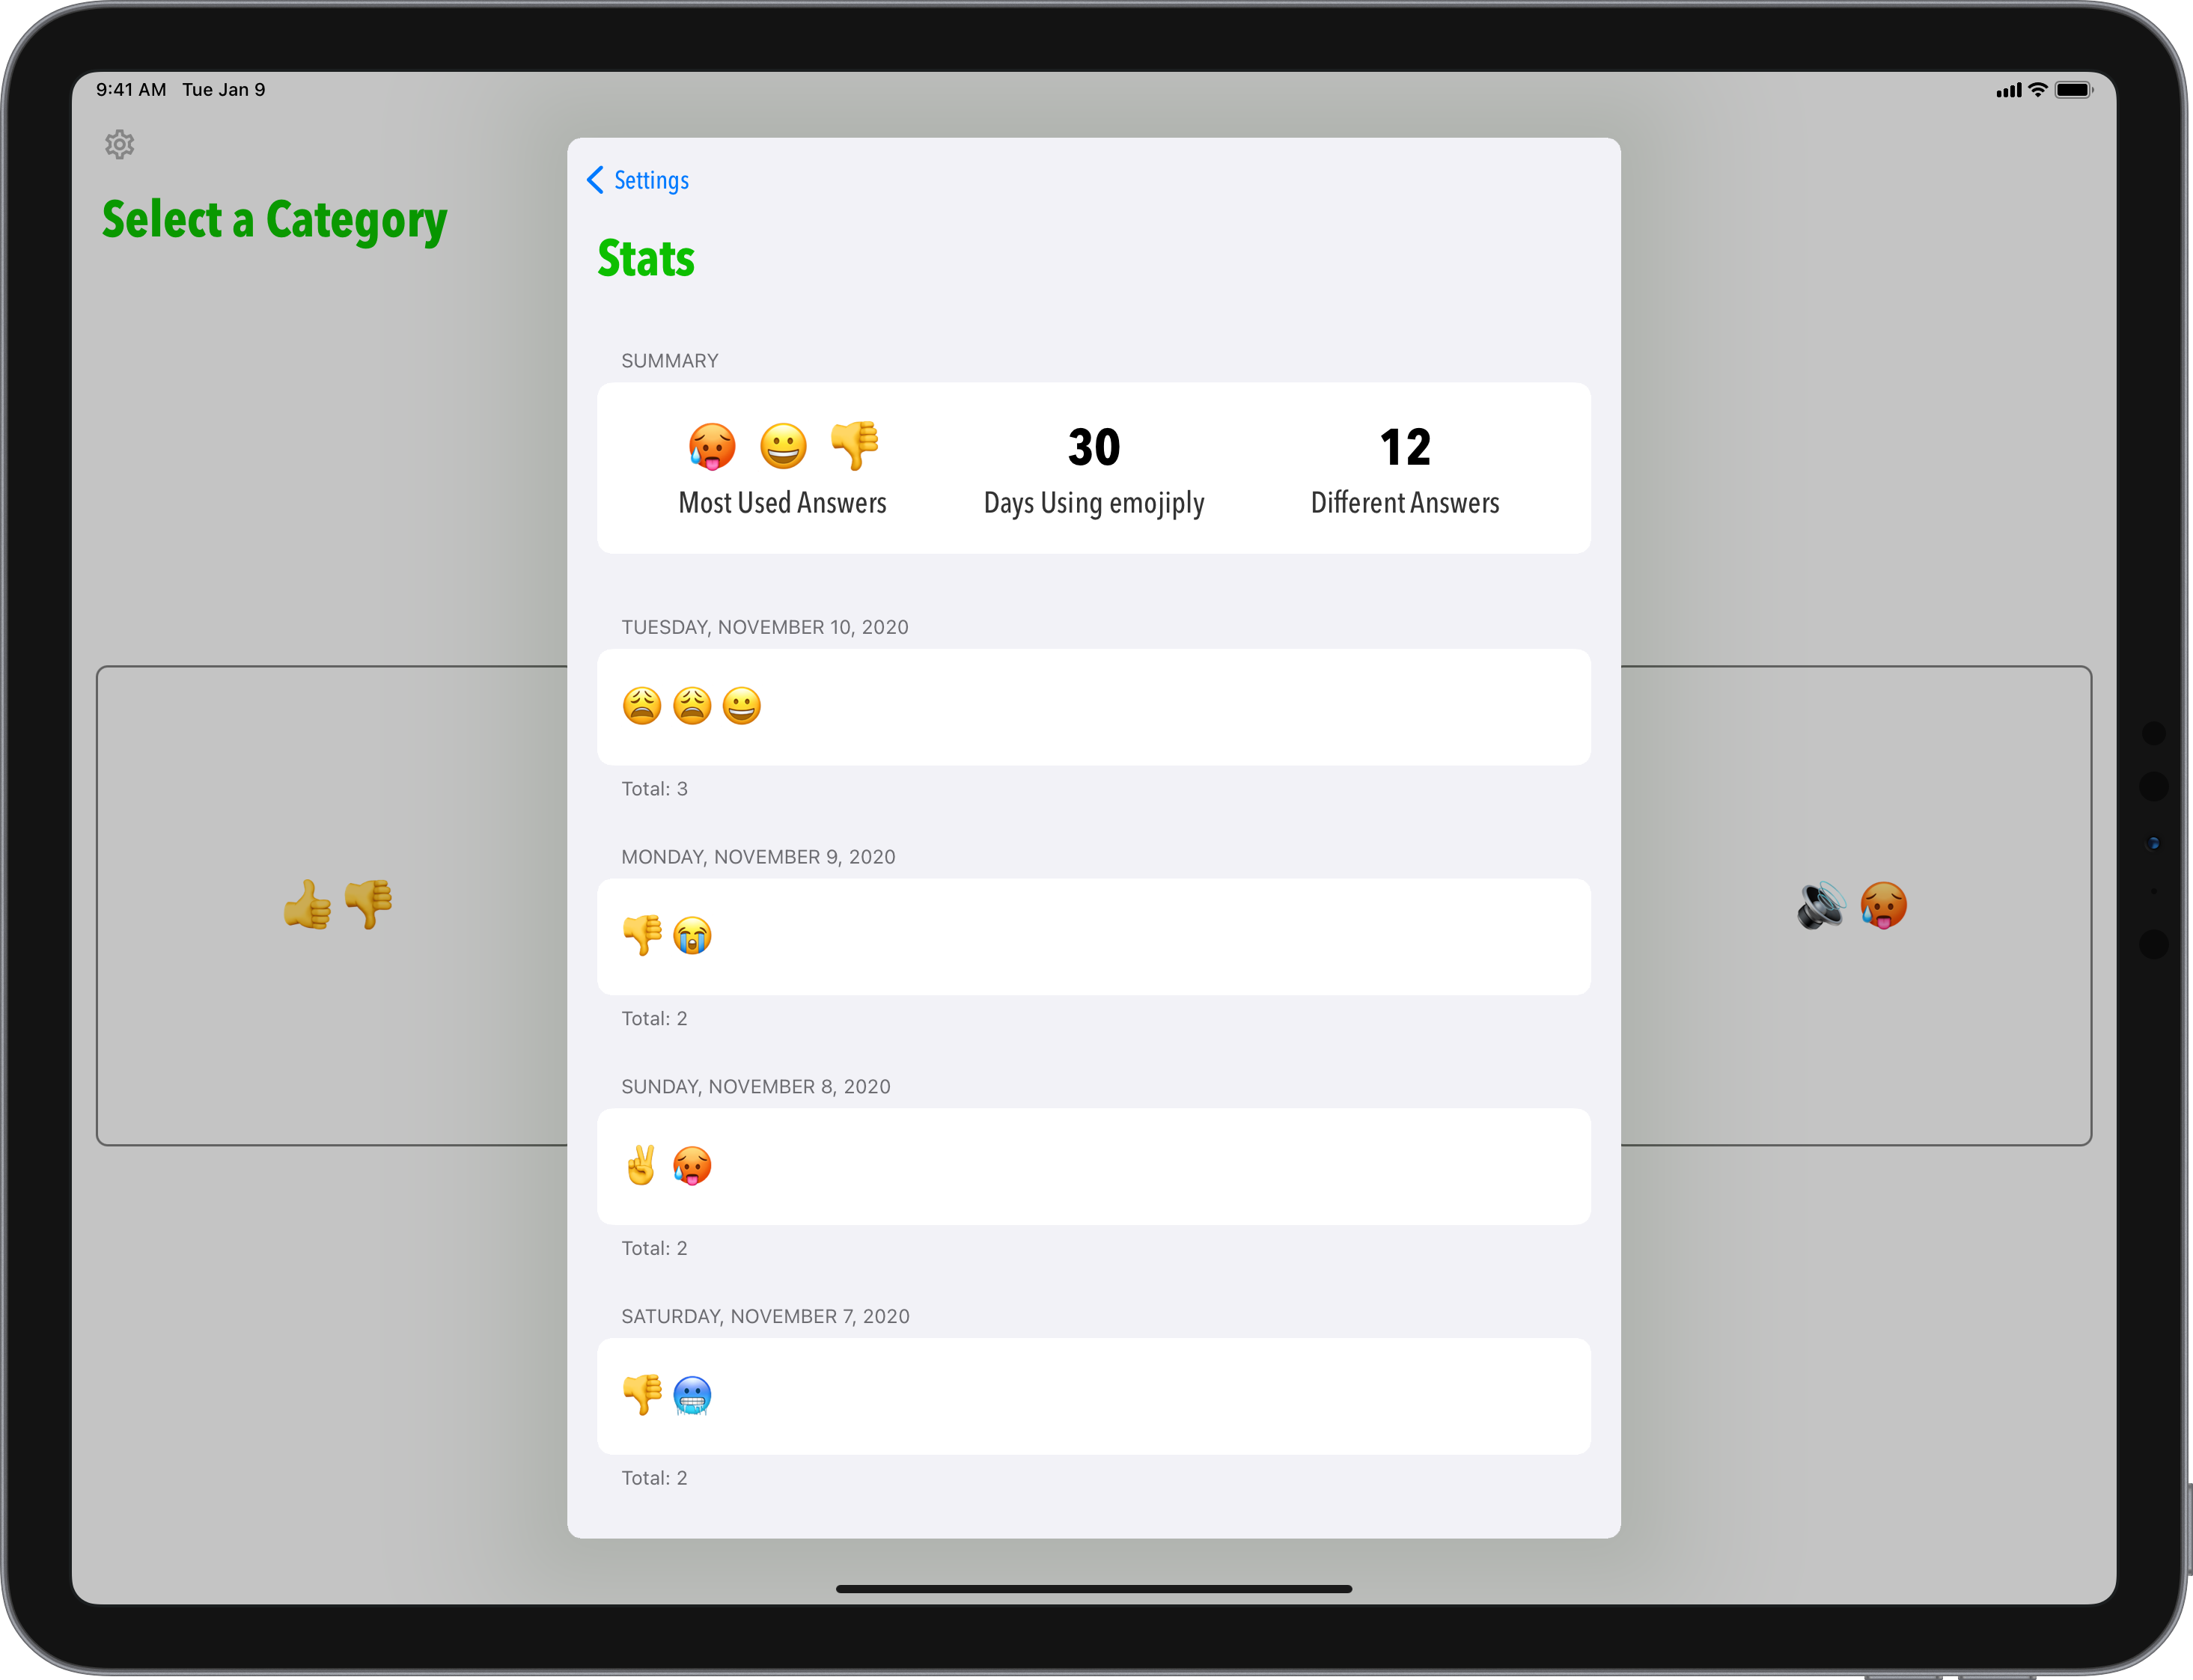 9:41 AM Tue Jan 9
Select a Category
Settings
Stats
SUMMARY
🥵 😀 👎
30
12
Most Used Answers
Days Using emojiply
Different Answers
TUESDAY, NOVEMBER 10, 2020
😩 😩 😀
Total: 3
MONDAY, NOVEMBER 9, 2020
👎 😭
Total: 2
SUNDAY, NOVEMBER 8, 2020
✌️ 🥵
Total: 2
SATURDAY, NOVEMBER 7, 2020
👎 🥶
Total: 2
👍 👎
🔊 🥵